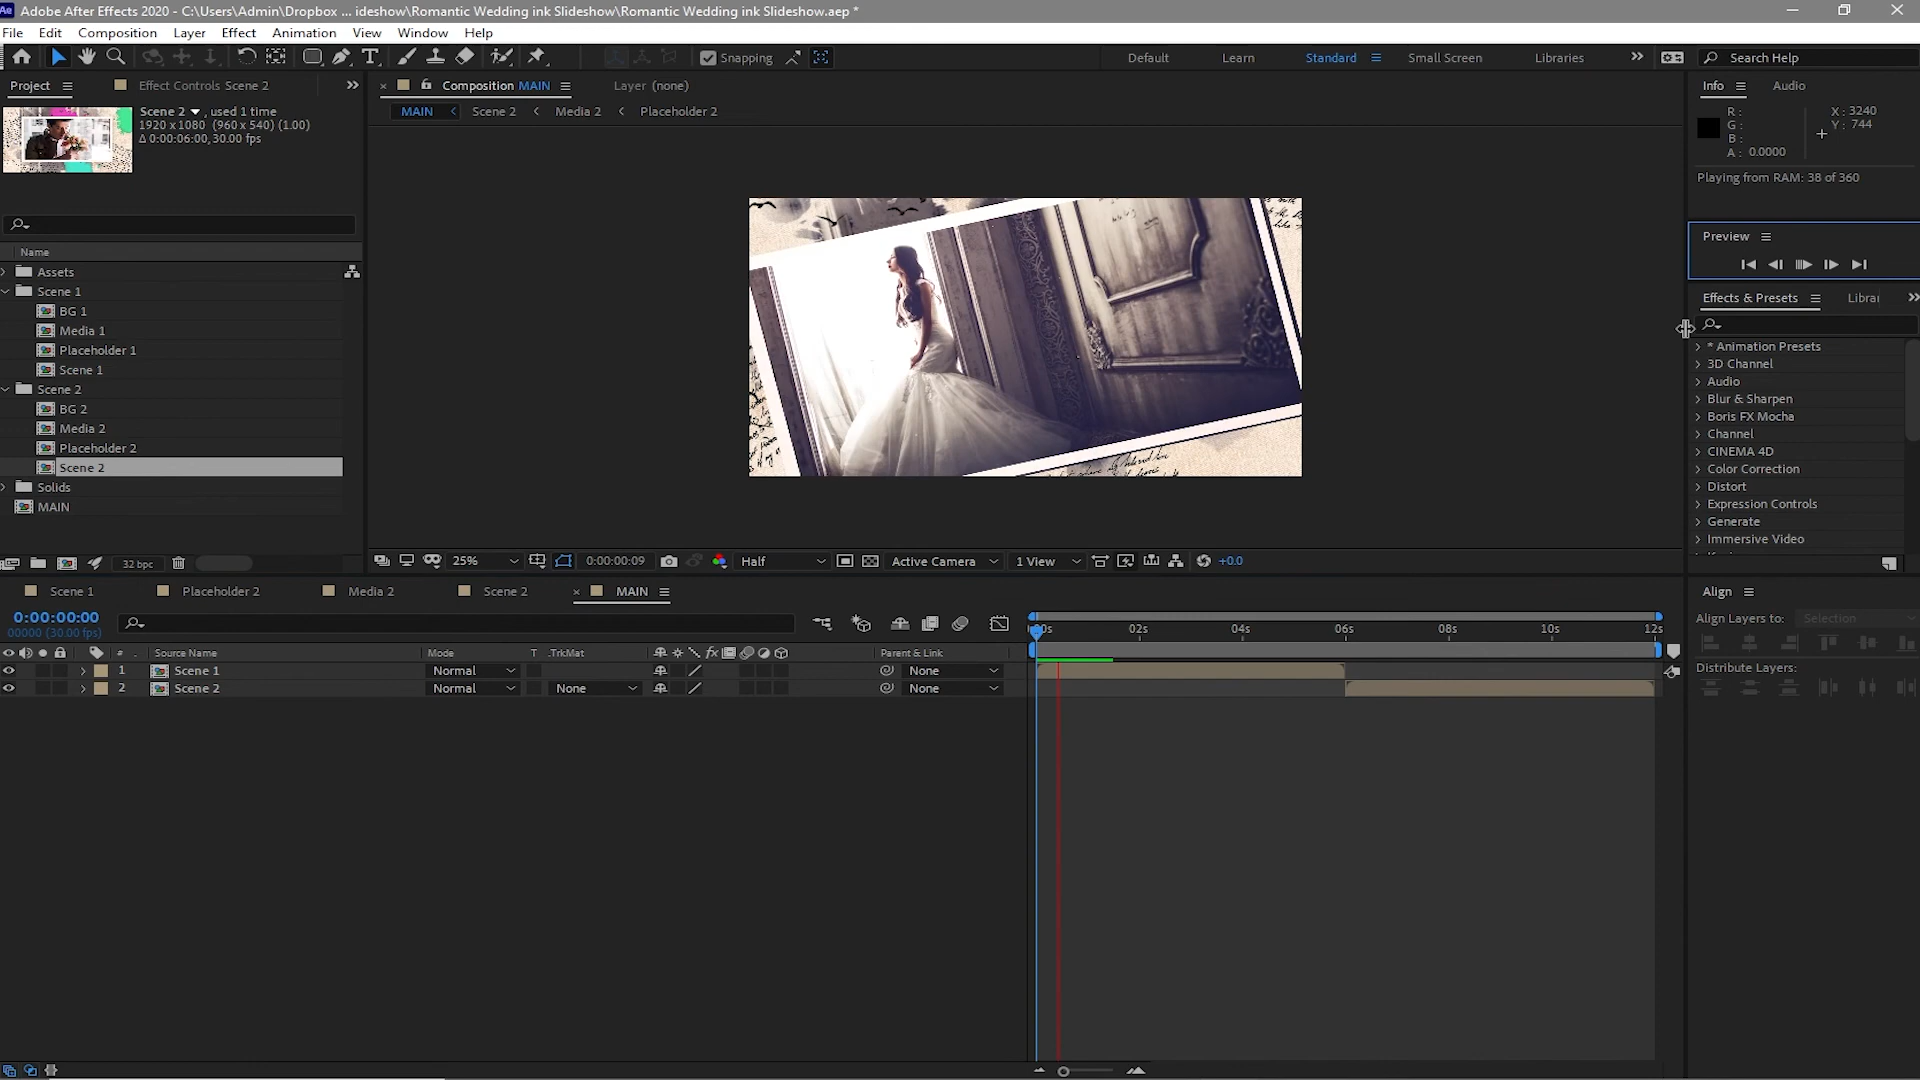 Adobe After Effects 2020 - C:\Users\Admin\Dropbox ... ideshow\Romantic Wedding ink Slideshow\Romantic Wedding ink Slideshow.aep *
File Edit Composition Layer Effect Animation View Window Help
Snapping Default Learn Standard Small Screen Libraries Search Help
Project Effect Controls Scene 2
Composition MAIN Layer (none)
Info Audio
Scene 2 , used 1 time
1920 x 1080 (960 x 540) (1.00)
Δ 0:00:06:00, 30.00 fps
MAIN Scene 2 Media 2 Placeholder 2
R :
G :
B :
A : 0.0000
X : 3240
Y : 744
Playing from RAM: 38 of 360
Preview
Effects & Presets Librar
Name
Assets
Scene 1
BG 1
Media 1
Placeholder 1
Scene 1
Scene 2
BG 2
Media 2
Placeholder 2
Scene 2
Solids
MAIN
* Animation Presets
3D Channel
Audio
Blur & Sharpen
Boris FX Mocha
Channel
CINEMA 4D
Color Correction
Distort
Expression Controls
Generate
Immersive Video
32 bpc
25% 0:00:00:09 Half Active Camera 1 View +0.0
Scene 1 Placeholder 2 Media 2 Scene 2 MAIN
Align
0:00:00:00
00000 (30.00 fps)
02s 04s 06s 08s 10s 12s
Align Layers to: Selection
# Source Name Mode T .TrkMat fx Parent & Link
1 Scene 1 Normal None
2 Scene 2 Normal None None
Distribute Layers: